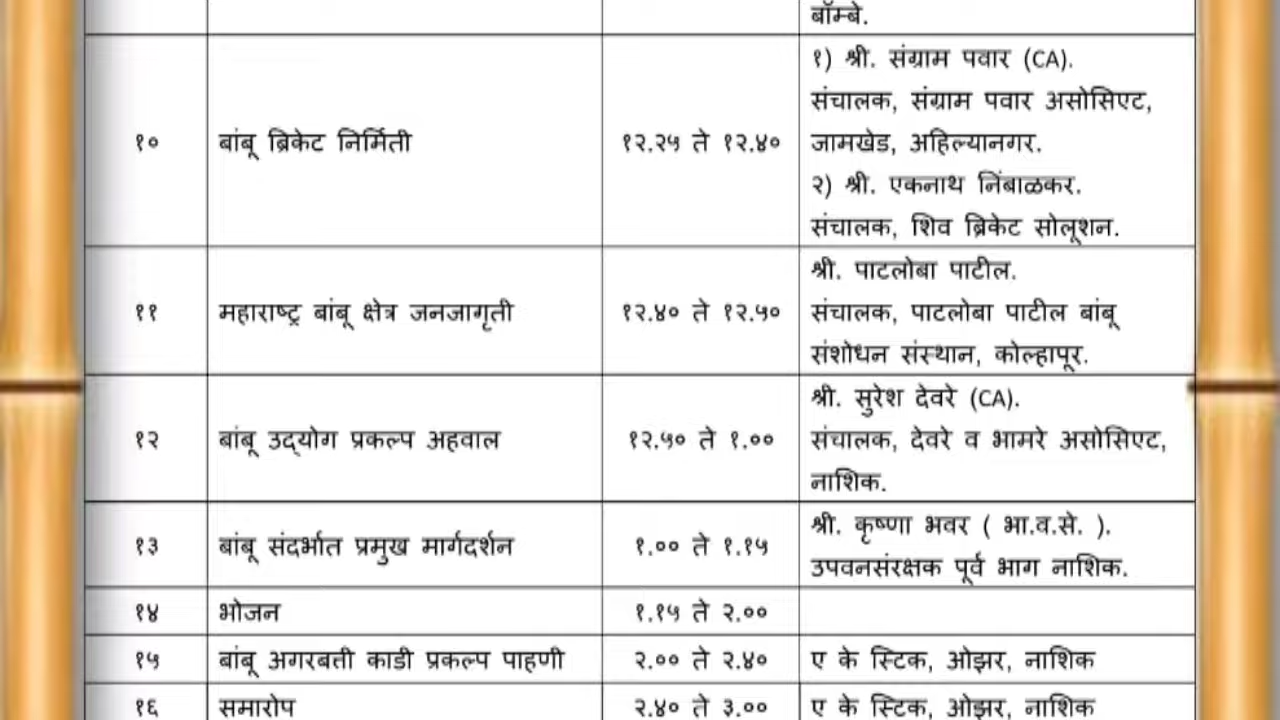 बॉम्बे.
१) श्री. संग्राम पवार (CA).
संचालक, संग्राम पवार असोसिएट,
१० बांबू ब्रिकेट निर्मिती १२.२५ ते १२.४० जामखेड, अहिल्यानगर.
२) श्री. एकनाथ निंबाळकर.
संचालक, शिव ब्रिकेट सोलूशन.
श्री. पाटलोबा पाटील.
११ महाराष्ट्र बांबू क्षेत्र जनजागृती १२.४० ते १२.५० संचालक, पाटलोबा पाटील बांबू
संशोधन संस्थान, कोल्हापूर.
श्री. सुरेश देवरे (CA).
१२ बांबू उद्‌योग प्रकल्प अहवाल १२.५० ते १.०० संचालक, देवरे व भामरे असोसिएट,
नाशिक.
श्री. कृष्णा भवर ( भा.व.से. ).
१३ बांबू संदर्भात प्रमुख मार्गदर्शन १.०० ते १.१५
उपवनसंरक्षक पूर्व भाग नाशिक.
१४ भोजन १.१५ ते २.००
१५ बांबू अगरबती काडी प्रकल्प पाहणी २.०० ते २.४० ए के स्टिक, ओझर, नाशिक
१६ समारोप २.४० ते ३.०० ए के स्टिक, ओझर, नाशिक